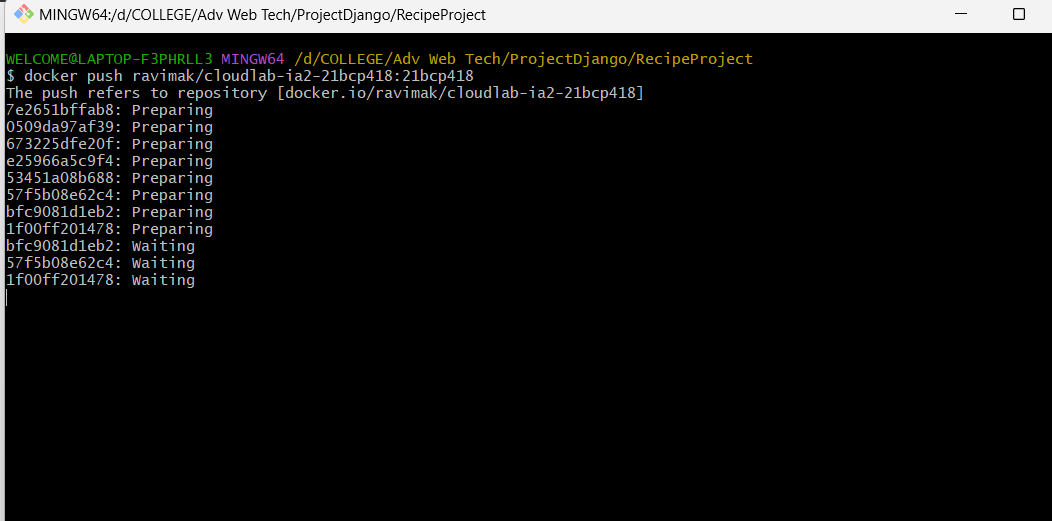 MINGW64:/d/COLLEGE/Adv Web Tech/ProjectDjango/RecipeProject
WELCOME@LAPTOP-F3PHRLL3 MINGW64 /d/COLLEGE/Adv Web Tech/ProjectDjango/RecipeProject
$ docker push ravimak/cloudlab-ia2-21bcp418:21bcp418
The push refers to repository [docker.io/ravimak/cloudlab-ia2-21bcp418]
7e2651bffab8: Preparing
0509da97af39: Preparing
673225dfe20f: Preparing
e25966a5c9f4: Preparing
53451a08b688: Preparing
57f5b08e62c4: Preparing
bfc9081d1eb2: Preparing
1f00ff201478: Preparing
bfc9081d1eb2: Waiting
57f5b08e62c4: Waiting
1f00ff201478: Waiting